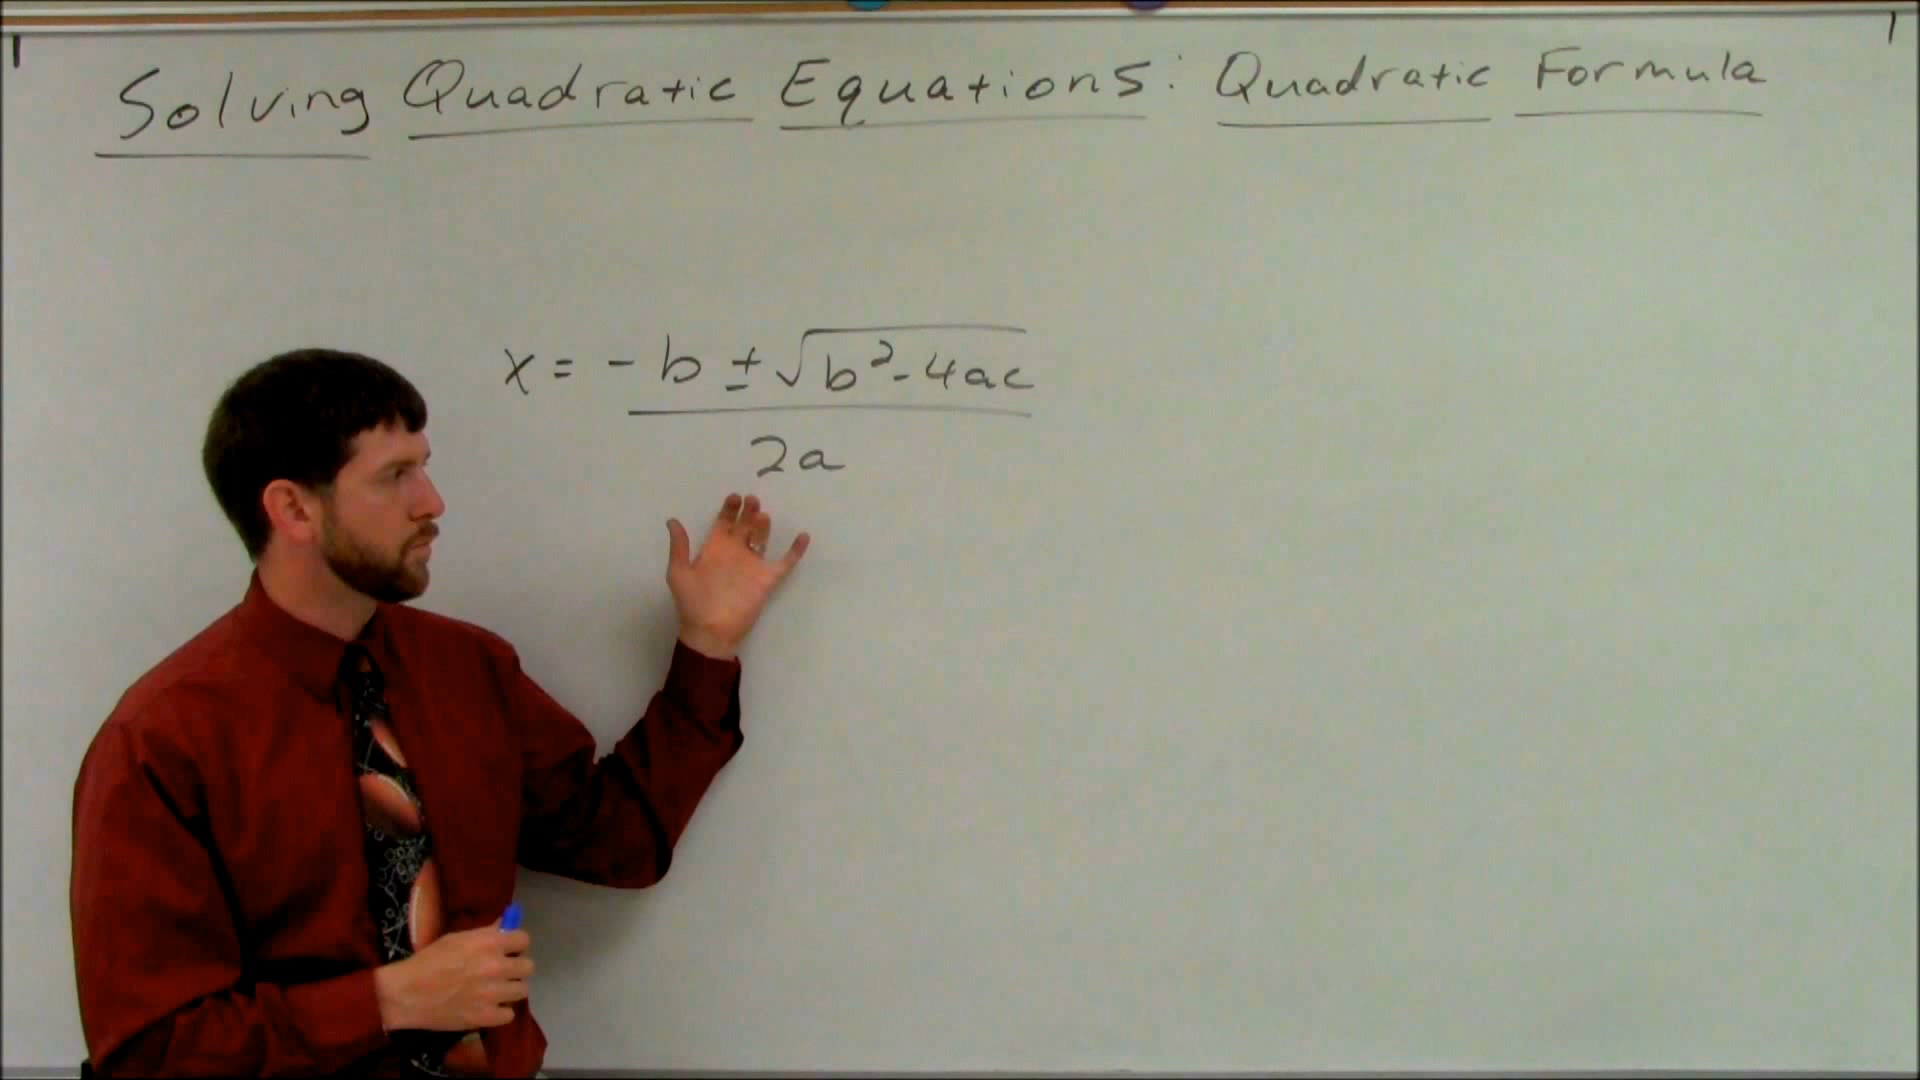 Solving Quadratic Equations: Quadratic Formula
x = -b ± √b²-4ac
2a